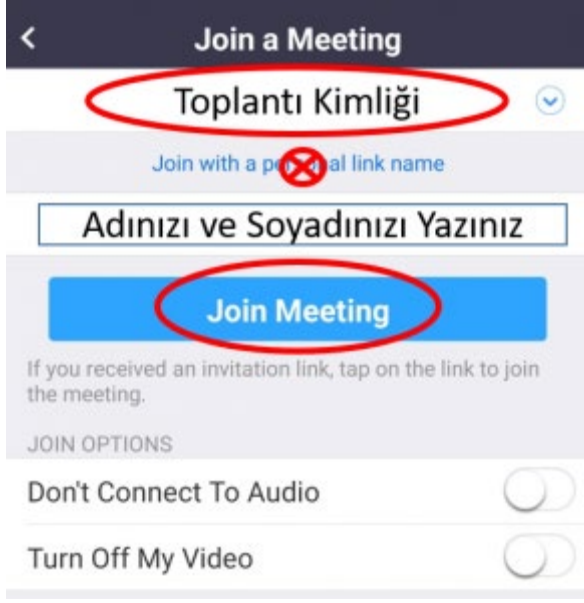 Join a Meeting
Toplantı Kimliği
Join with a personal link name
Adınızı ve Soyadınızı Yazınız
Join Meeting
If you received an invitation link, tap on the link to join
the meeting.
JOIN OPTIONS
Don't Connect To Audio
Turn Off My Video